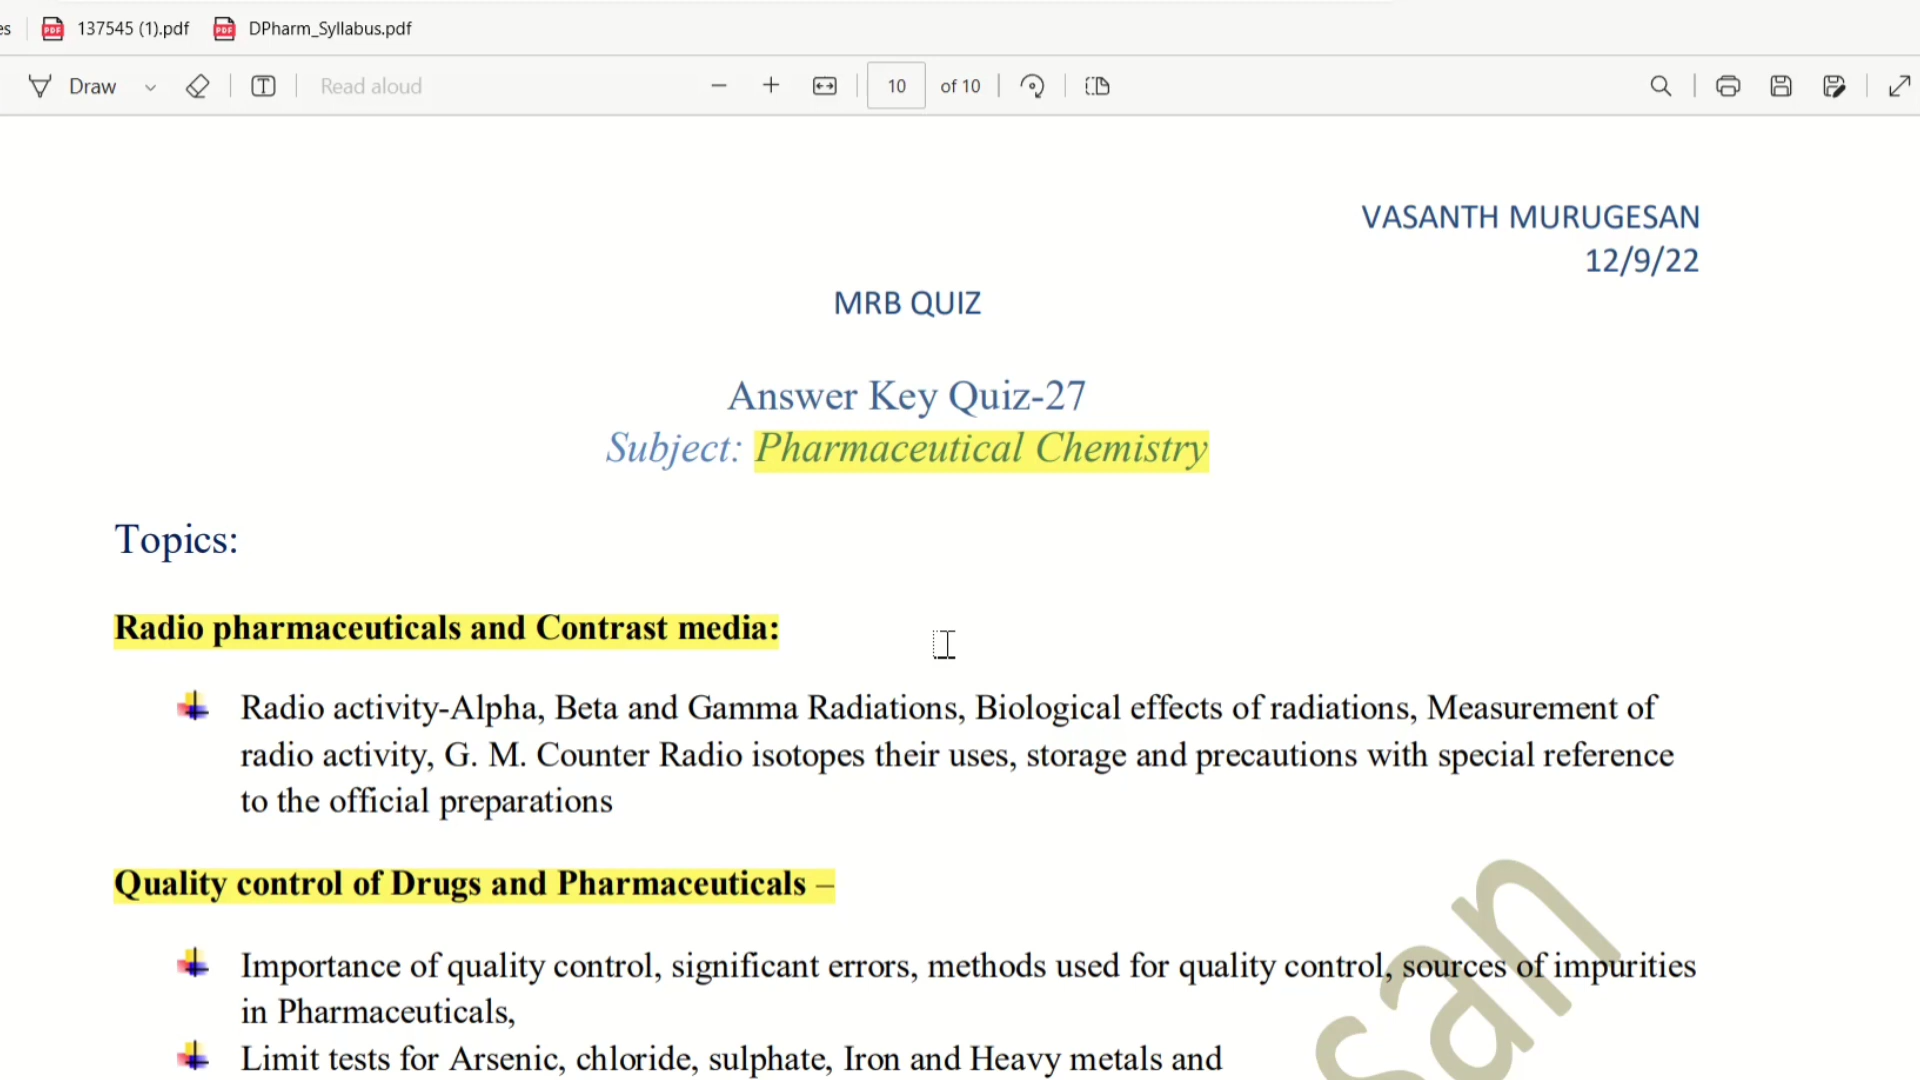 es 137545 (1).pdf DPharm_Syllabus.pdf
Draw Read aloud 10 of 10
VASANTH MURUGESAN
12/9/22
MRB QUIZ
Answer Key Quiz-27
Subject: Pharmaceutical Chemistry
Topics:
Radio pharmaceuticals and Contrast media:
Radio activity-Alpha, Beta and Gamma Radiations, Biological effects of radiations, Measurement of
radio activity, G. M. Counter Radio isotopes their uses, storage and precautions with special reference
to the official preparations
Quality control of Drugs and Pharmaceuticals –
Importance of quality control, significant errors, methods used for quality control, sources of impurities
in Pharmaceuticals,
Limit tests for Arsenic, chloride, sulphate, Iron and Heavy metals and
san